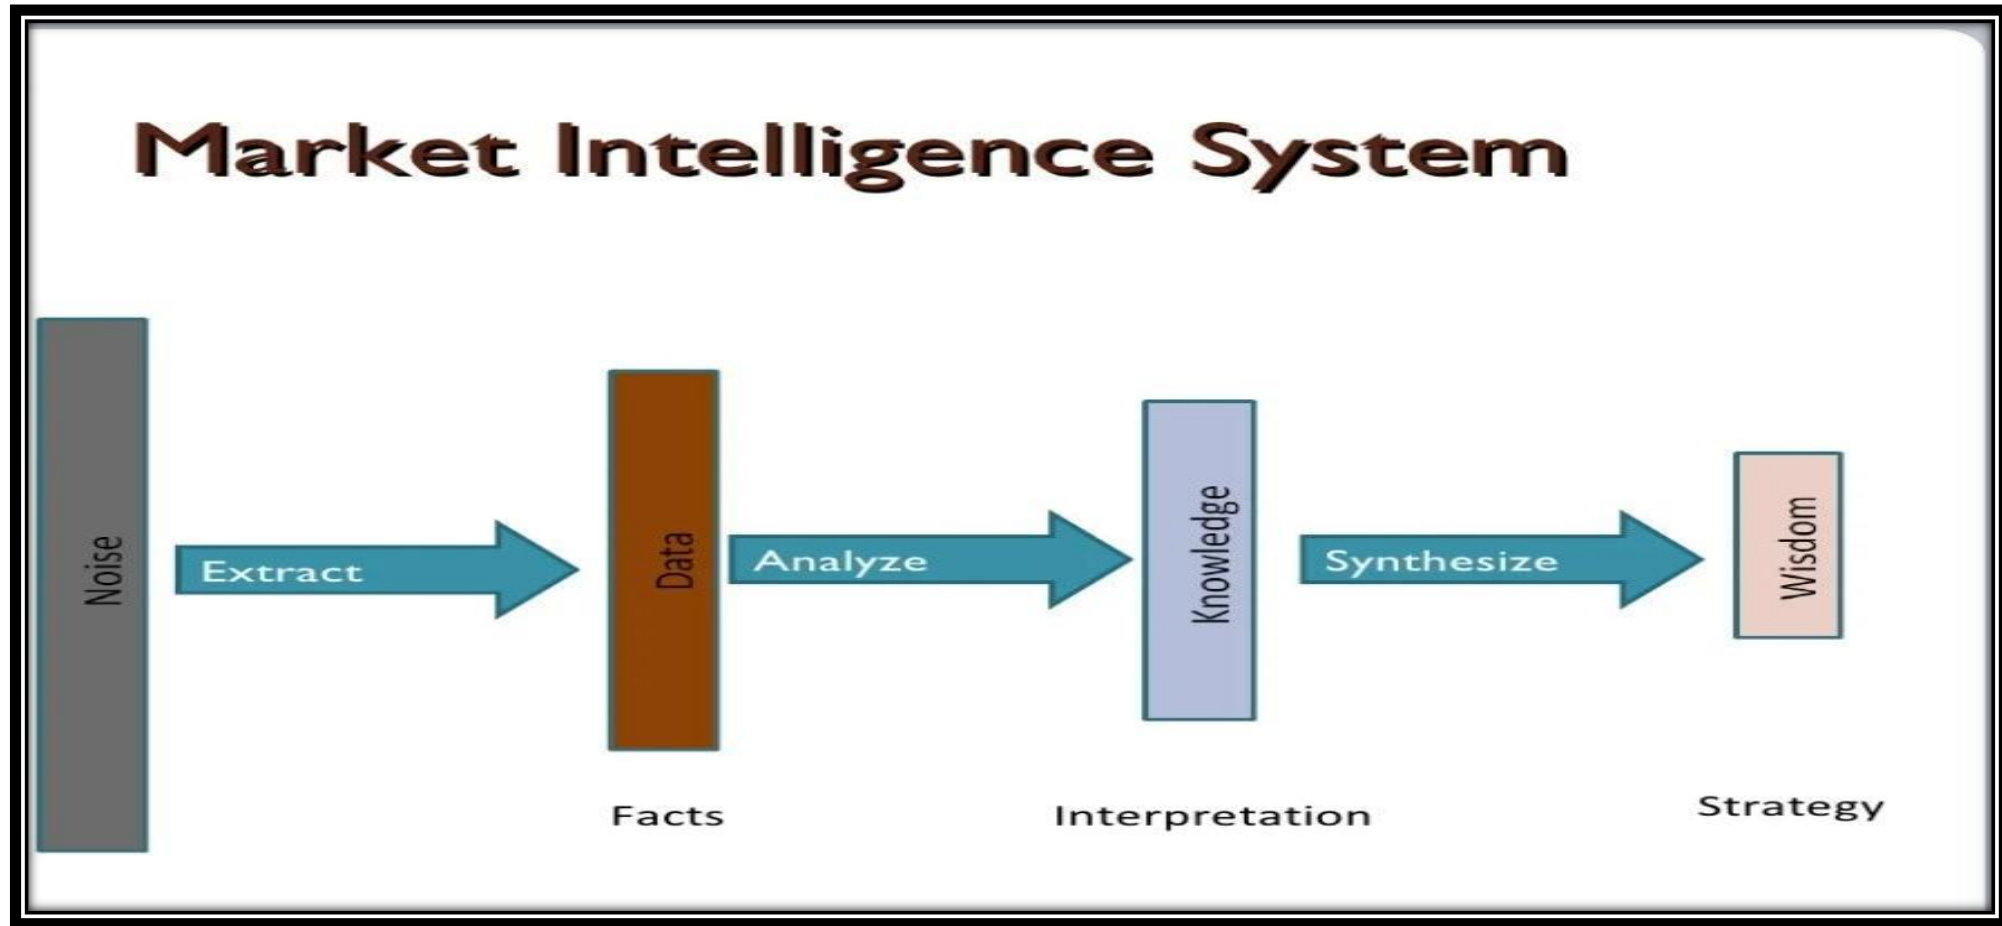 Market Intelligence System
Noise
Extract
Data
Analyze
Knowledge
Synthesize
Wisdom
Facts
Interpretation
Strategy